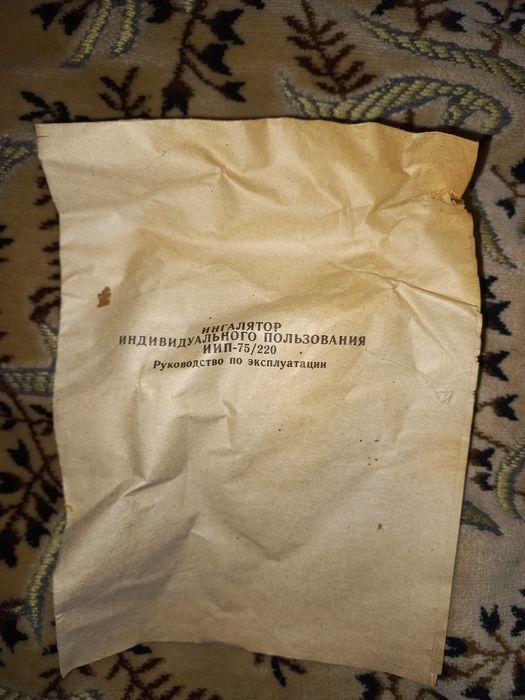 ИНГАЛЯТОР
ИНДИВИДУАЛЬНОГО ПОЛЬЗОВАНИЯ
ИИП-75/220
Руководство по эксплуатации